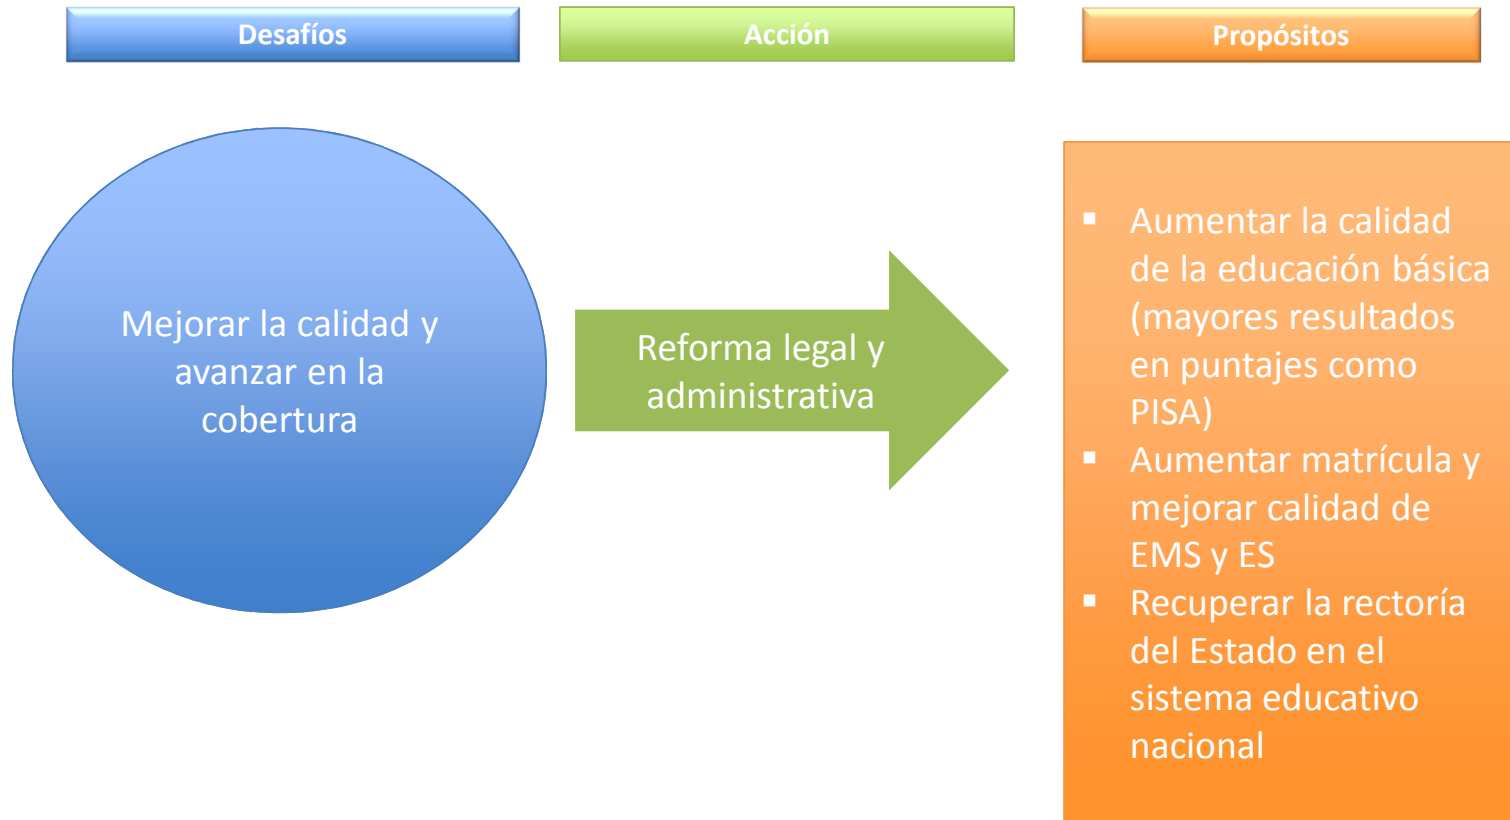 Desafíos
Acción
Propósitos
Mejorar la calidad y
avanzar en la
cobertura
Reforma legal y
administrativa
▪ Aumentar la calidad
de la educación básica
(mayores resultados
en puntajes como
PISA)
▪ Aumentar matrícula y
mejorar calidad de
EMS y ES
▪ Recuperar la rectoría
del Estado en el
sistema educativo
nacional